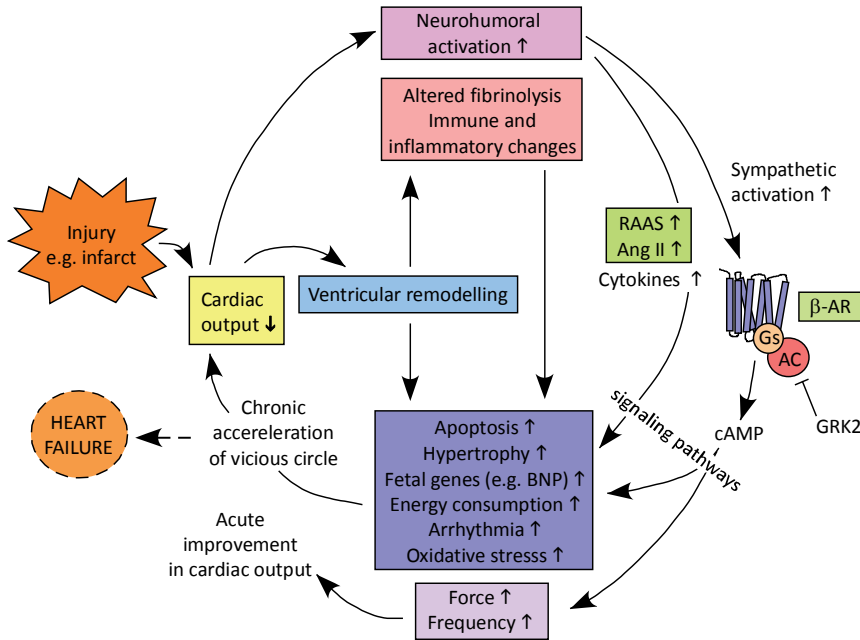 Neurohumoral
activation ↑
Altered fibrinolysis
Immune and
inflammatory changes
Sympathetic
activation ↑
Injury
e.g. infarct
RAAS ↑
Ang II ↑
Cytokines ↑
Cardiac
output ↓
Ventricular remodelling
β-AR
Gs
AC
GRK2
cAMP
signaling pathways
HEART
FAILURE
Chronic
accereleration
of vicious circle
Apoptosis ↑
Hypertrophy ↑
Fetal genes (e.g. BNP) ↑
Energy consumption ↑
Arrhythmia ↑
Oxidative stresss ↑
Acute
improvement
in cardiac output
Force ↑
Frequency ↑